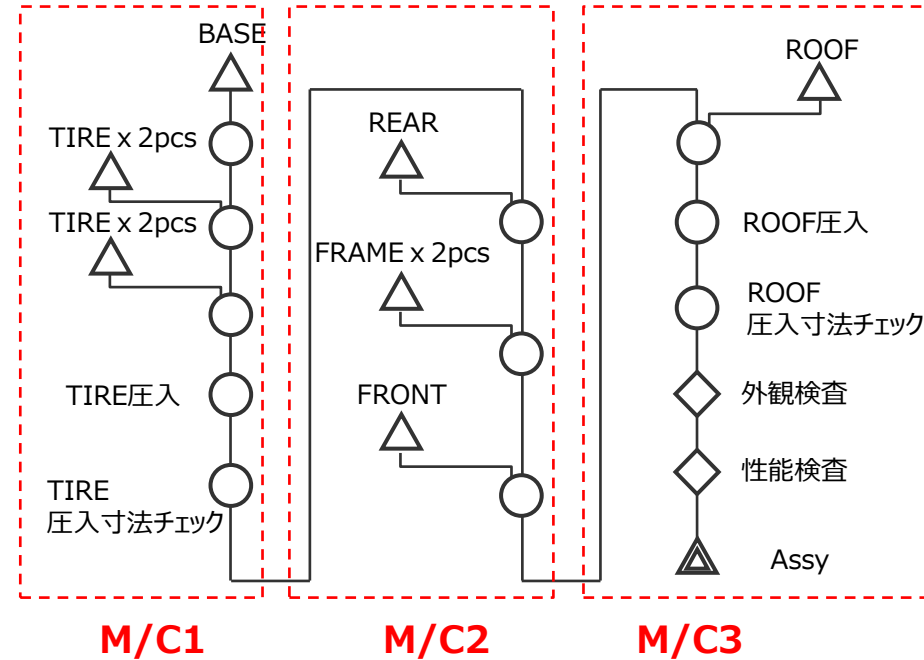 BASE
TIRE x 2pcs
TIRE x 2pcs
TIRE圧入
TIRE
圧入寸法チェック
REAR
FRAME x 2pcs
FRONT
ROOF
ROOF圧入
ROOF
圧入寸法チェック
外観検査
性能検査
Assy
M/C1
M/C2
M/C3